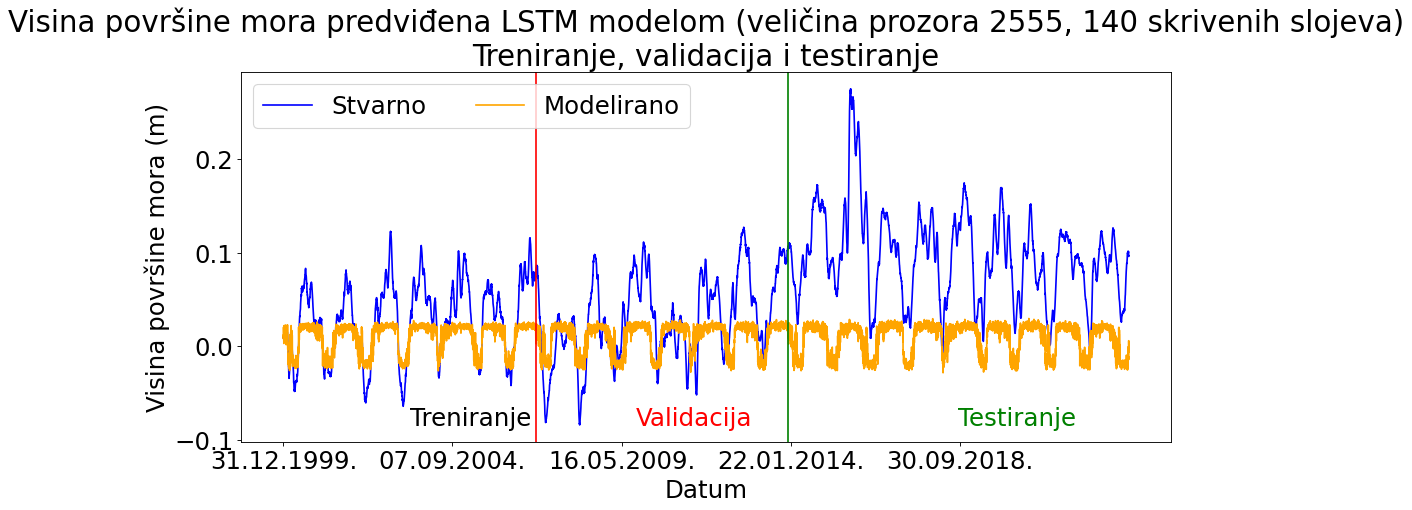 Visina površine mora predviđena LSTM modelom (veličina prozora 2555, 140 skrivenih slojeva)
Treniranje, validacija i testiranje
Stvarno
Modelirano
Visina površine mora (m)
0.2
0.1
0.0
−0.1
Treniranje
Validacija
Testiranje
31.12.1999.
07.09.2004.
16.05.2009.
22.01.2014.
30.09.2018.
Datum